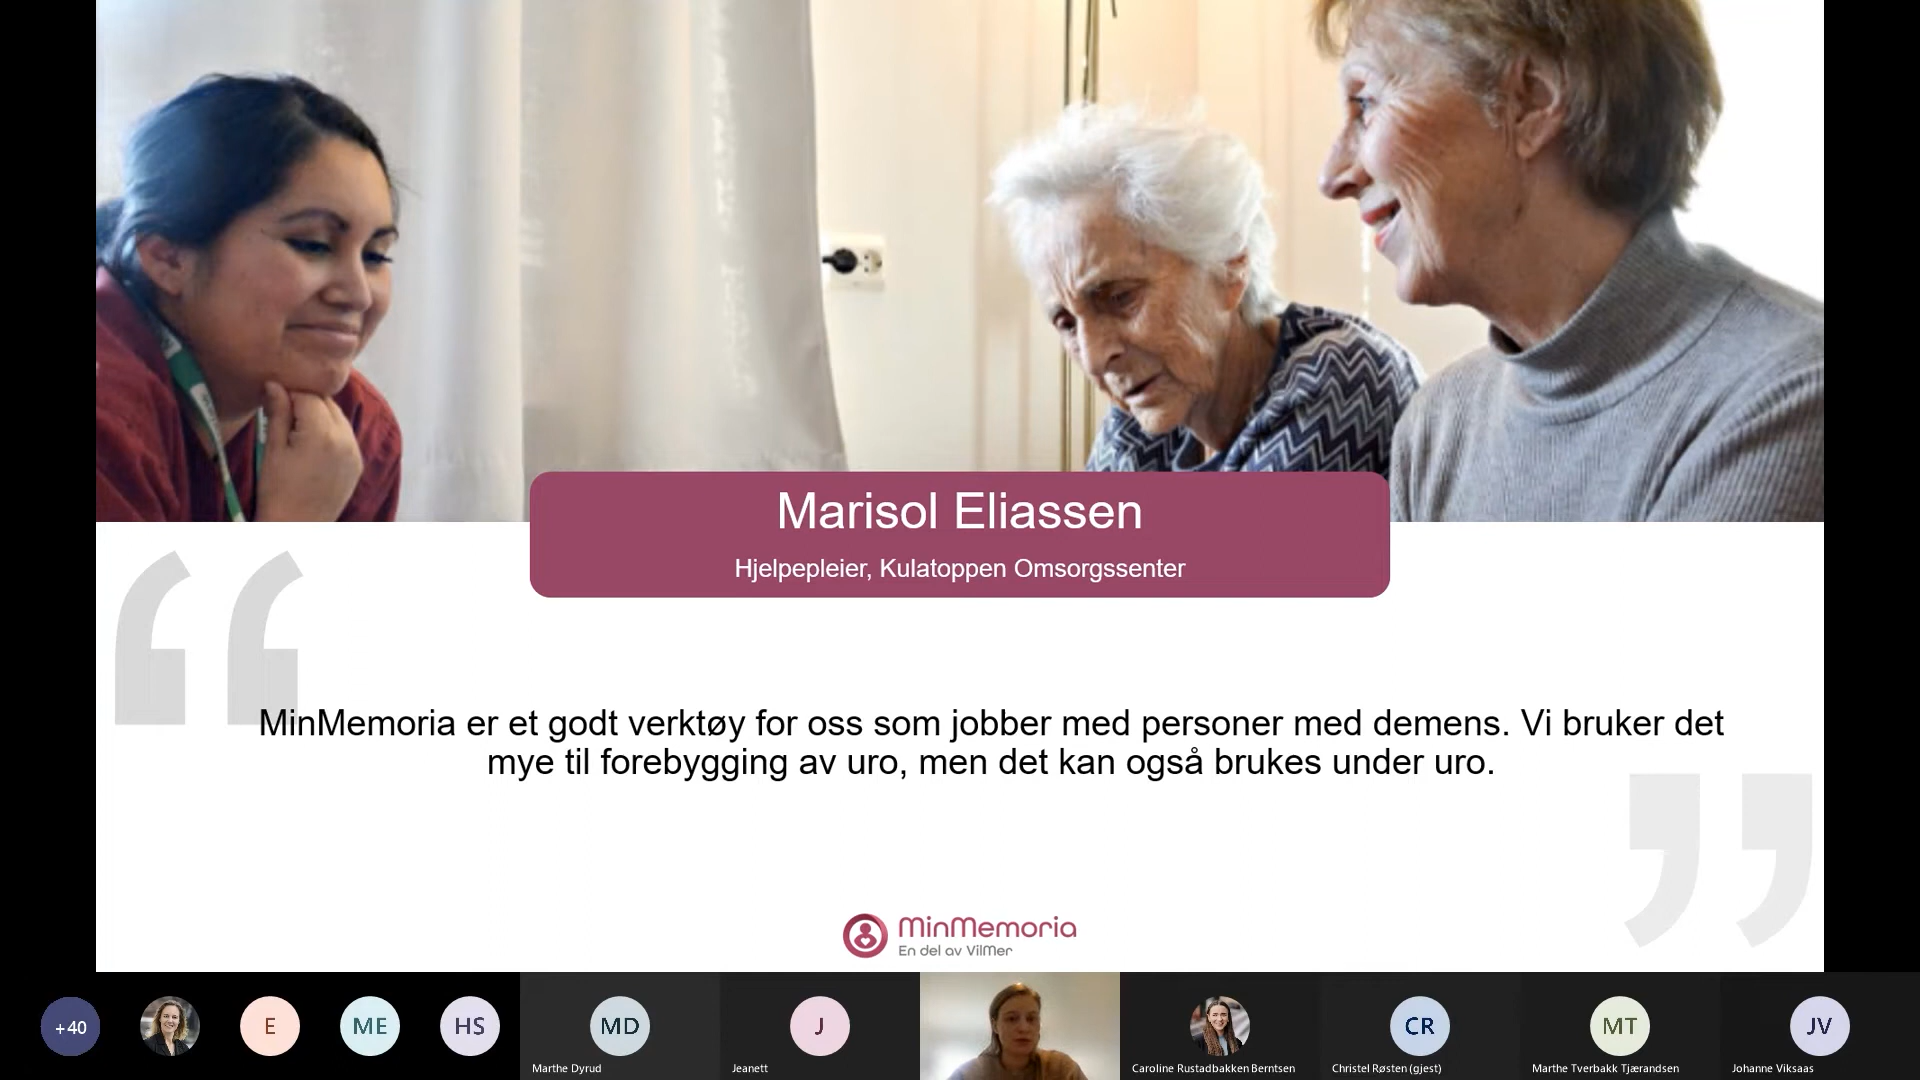 Marisol Eliassen
Hjelpepleier, Kulatoppen Omsorgssenter
“
MinMemoria er et godt verktøy for oss som jobber med personer med demens. Vi bruker det
mye til forebygging av uro, men det kan også brukes under uro.
”
MinMemoria
En del av VilMer
+40
E
ME
HS
MD
J
CR
MT
JV
Marthe Dyrud
Jeanett
Caroline Rustadbakken Berntsen
Christel Røsten (gjest)
Marthe Tverbakk Tjærandsen
Johanne Viksaas